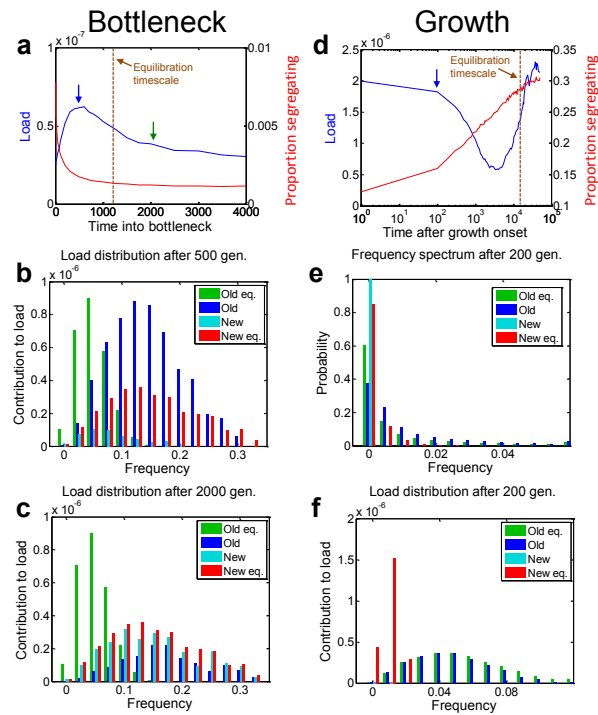 Bottleneck
Growth
a
1 x 10^-7
0.01
Equilibration
timescale
Load
0.5
0.005
Proportion segregating
0
0
0 1000 2000 3000 4000
Time into bottleneck
d
2.5 x 10^-6
0.35
Equilibration
timescale
2
0.30
1.5
0.25
Load
1
0.20
0.5
0.15
Proportion segregating
0
0.1
10^0 10^1 10^2 10^3 10^4 10^5
Time after growth onset
b
Load distribution after 500 gen.
1 x 10^-6
Old eq.
Old
New
New eq.
0.8
0.6
0.4
0.2
0
Contribution to load
0 0.1 0.2 0.3
Frequency
e
Frequency spectrum after 200 gen.
1
Old eq.
Old
New
New eq.
0.8
0.6
0.4
0.2
0
Probability
0 0.02 0.04
Frequency
c
Load distribution after 2000 gen.
1 x 10^-6
Old eq.
Old
New
New eq.
0.8
0.6
0.4
0.2
0
Contribution to load
0 0.1 0.2 0.3
Frequency
f
Load distribution after 200 gen.
2 x 10^-6
Old eq.
Old
New
New eq.
1.5
1
0.5
0
Contribution to load
0 0.04 0.08
Frequency